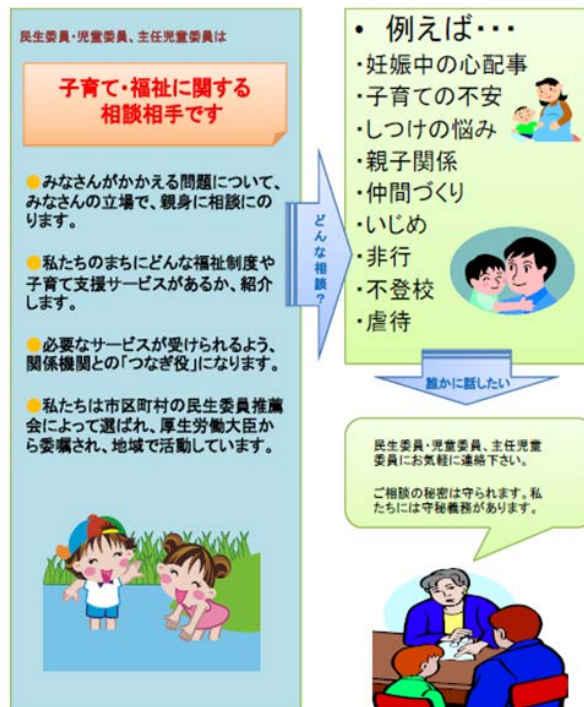 民生委員・児童委員、主任児童委員は
子育て・福祉に関する
相談相手です
●みなさんがかかえる問題について、
みなさんの立場で、親身に相談にの
ります。
●私たちのまちにどんな福祉制度や
子育て支援サービスがあるか、紹介
します。
●必要なサービスが受けられるよう、
関係機関との「つなぎ役」になります。
●私たちは市区町村の民生委員推薦
会によって選ばれ、厚生労働大臣か
ら委嘱され、地域で活動しています。
どんな相談？
• 例えば・・・
・妊娠中の心配事
・子育ての不安
・しつけの悩み
・親子関係
・仲間づくり
・いじめ
・非行
・不登校
・虐待
誰かに話したい
民生委員・児童委員、主任児童
委員にお気軽に連絡下さい。
ご相談の秘密は守られます。私
たちには守秘義務があります。